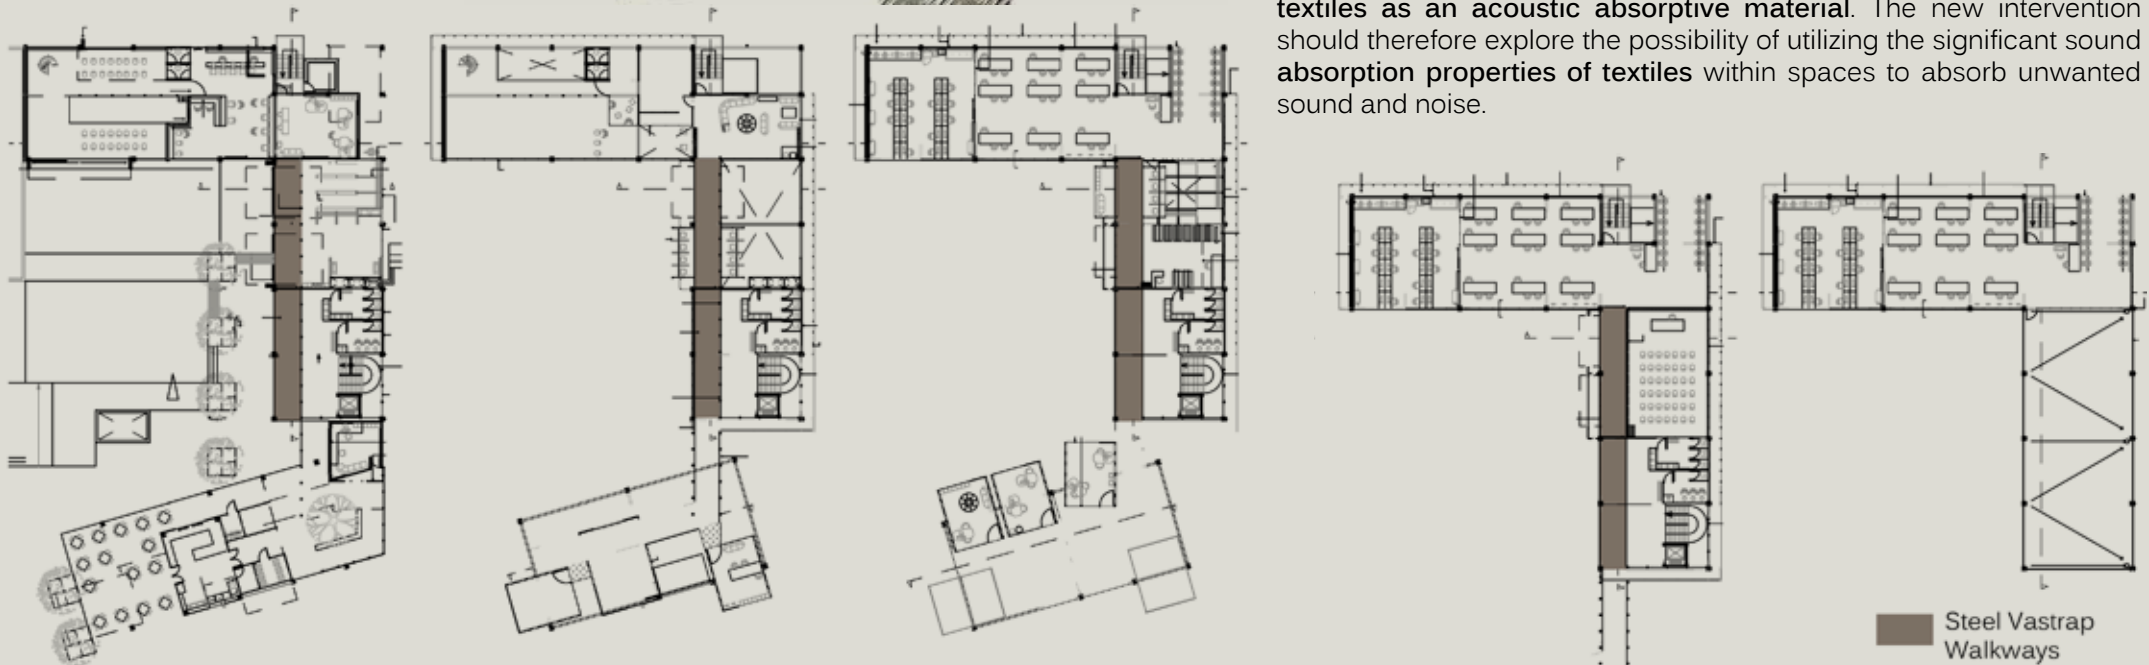 textiles as an acoustic absorptive material. The new intervention
should therefore explore the possibility of utilizing the significant sound
absorption properties of textiles within spaces to absorb unwanted
sound and noise.
Steel Vastrap
Walkways